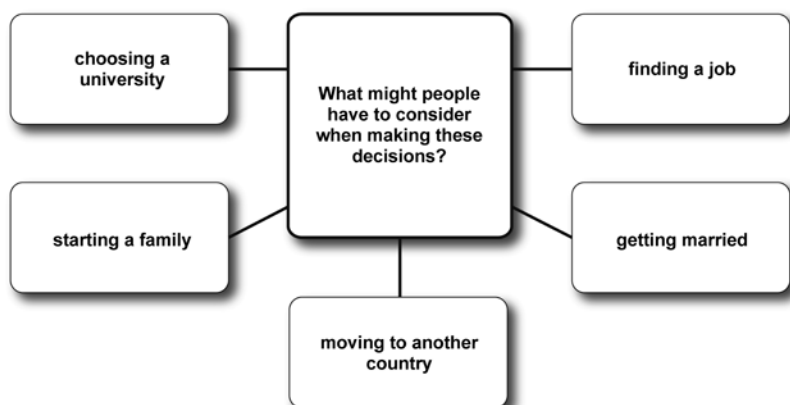 choosing a
university
What might people
have to consider
when making these
decisions?
finding a job
starting a family
getting married
moving to another
country